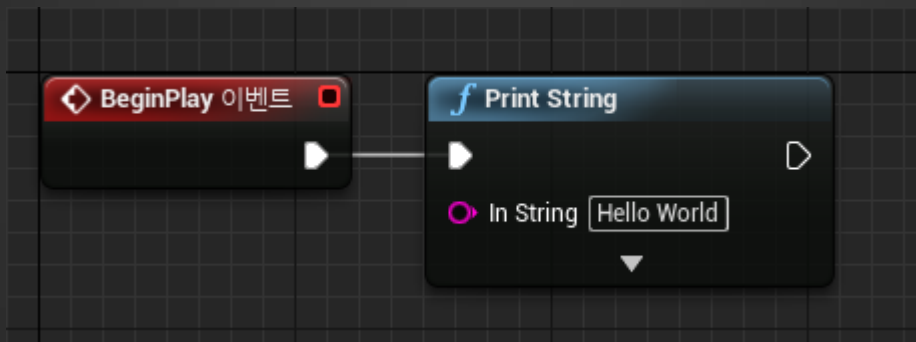 BeginPlay 이벤트
Print String
In String Hello World